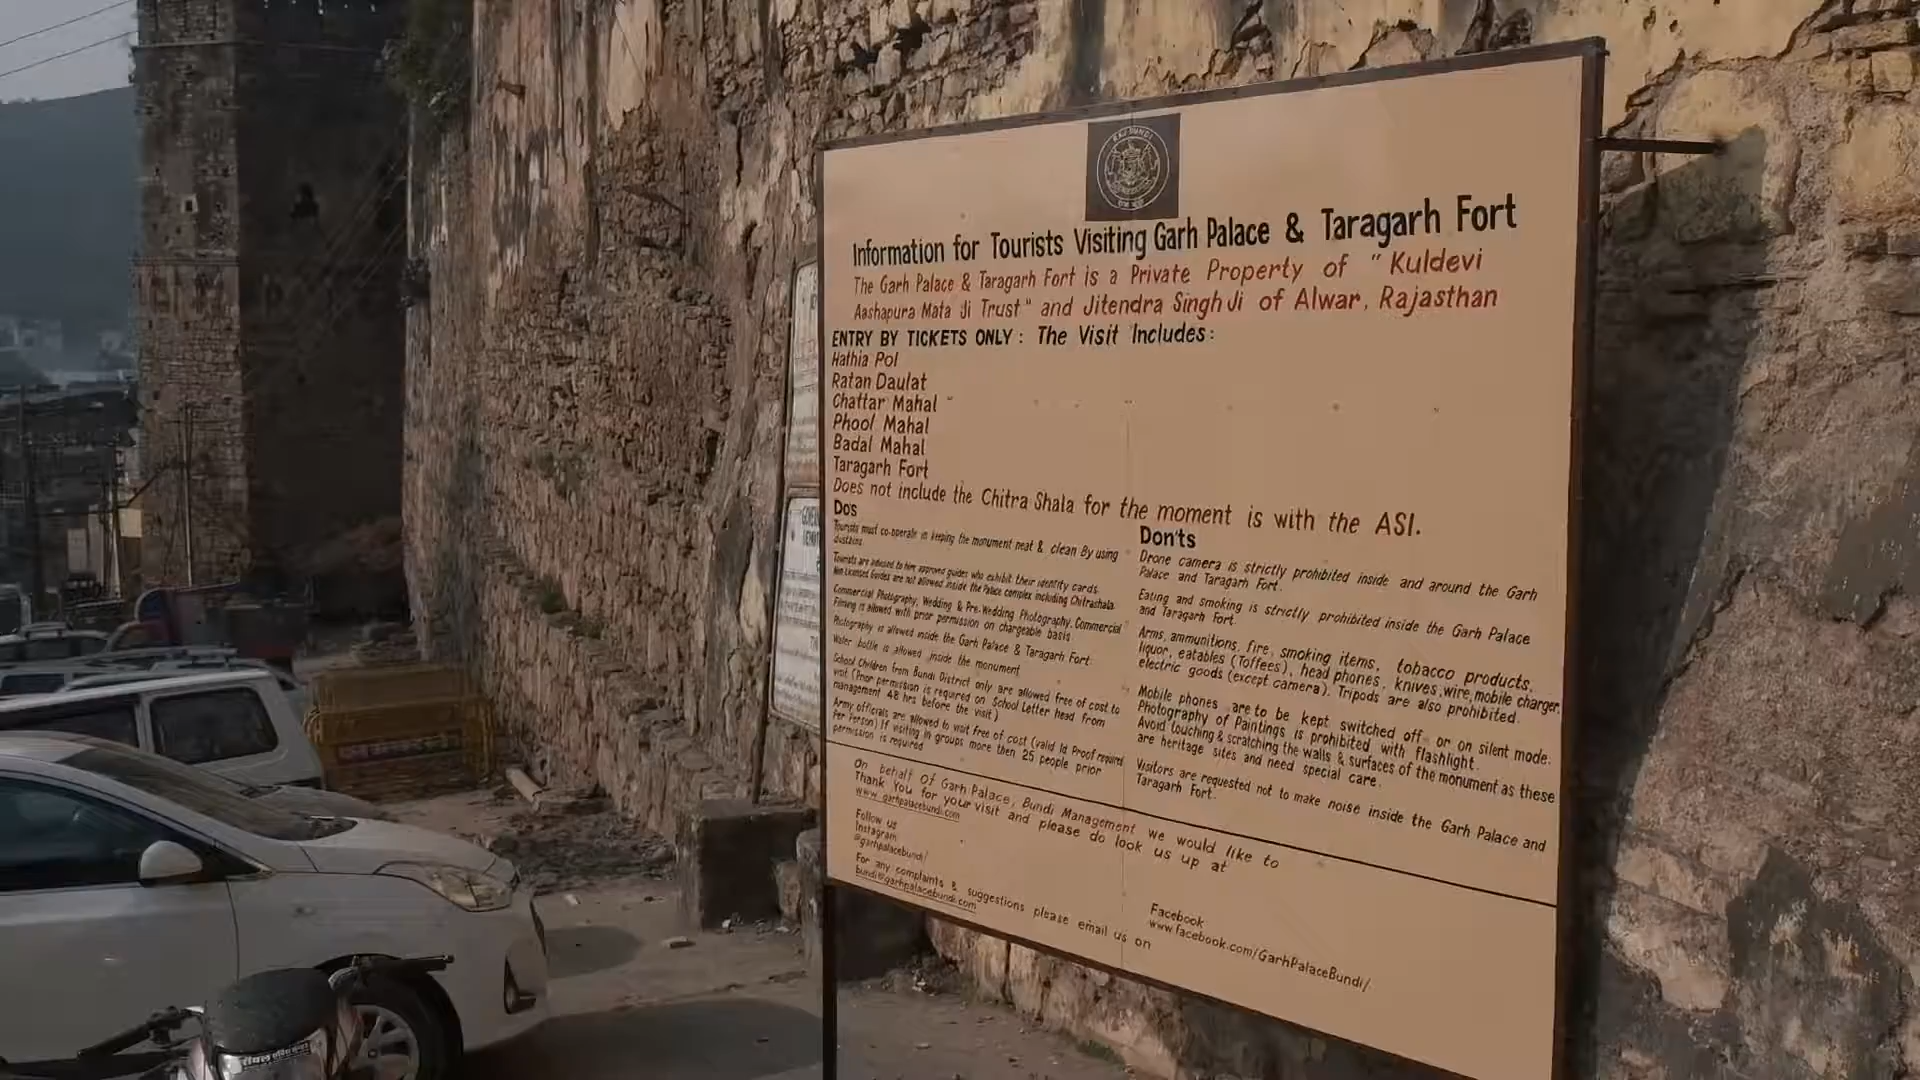 RAJ BUNDI
Information for Tourists Visiting Garh Palace & Taragarh Fort
The Garh Palace & Taragarh Fort is a Private Property of "Kuldevi
Aashapura Mata Ji Trust" and Jitendra Singh Ji of Alwar, Rajasthan
ENTRY BY TICKETS ONLY : The Visit Includes :
Hathia Pol
Ratan Daulat
Chattar Mahal
Phool Mahal
Badal Mahal
Taragarh Fort
Does not include the Chitra Shala for the moment is with the ASI.
Dos
Tourists must co-operate in keeping the monument neat & clean By using
dustbins
Tourists are advised to hire approved guides who exhibit their identity cards.
Non Licensed Guides are not allowed inside the Palace complex including Chitrashala
Commercial Photography, Wedding & Pre-Wedding Photography, Commercial
Filming is allowed with prior permission on chargeable basis
Photography is allowed inside the Garh Palace & Taragarh Fort
Water bottle is allowed inside the monument
School Children from Bundi District only are allowed free of cost to
visit (Prior permission is required on School Letter head from
management 48 hrs before the visit)
Army officials are allowed to visit free of cost (valid Id Proof required
Per Person) If visiting in groups more then 25 people prior
permission is required
Don'ts
Drone camera is strictly prohibited inside and around the Garh
Palace and Taragarh Fort.
Eating and smoking is strictly prohibited inside the Garh Palace
and Taragarh Fort.
Arms, ammunitions, fire, smoking items, tobacco products,
liquor, eatables (Toffees), head phones, knives, wire, mobile charger,
electric goods (except camera). Tripods are also prohibited.
Mobile phones are to be kept switched off or on silent mode.
Photography of Paintings is prohibited with flashlight.
Avoid touching & scratching the walls & surfaces of the monument as these
are heritage sites and need special care.
Visitors are requested not to make noise inside the Garh Palace and
Taragarh Fort.
On behalf of Garh Palace, Bundi Management we would like to
Thank You for your visit and please do look us up at
www.garhpalacebundi.com
Follow us
Instagram
@garhpalacebundi/
For any complaints & suggestions please email us on
bundi@garhpalacebundi.com
Facebook
www.facebook.com/GarhPalaceBundi/